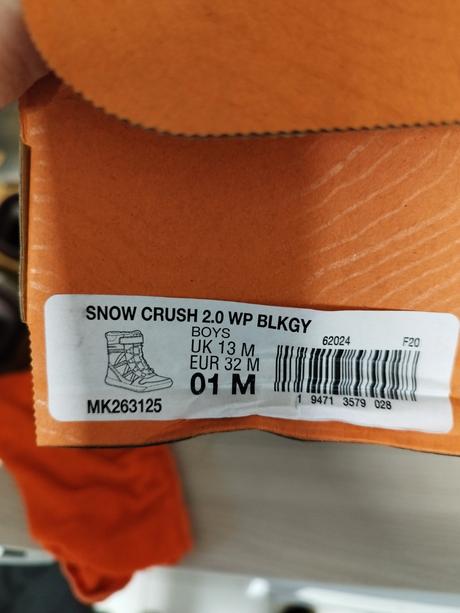 SNOW CRUSH 2.0 WP BLKGY
BOYS
UK 13 M
EUR 32 M
01 M
MK263125
62024 F20
1 9471 3579 028